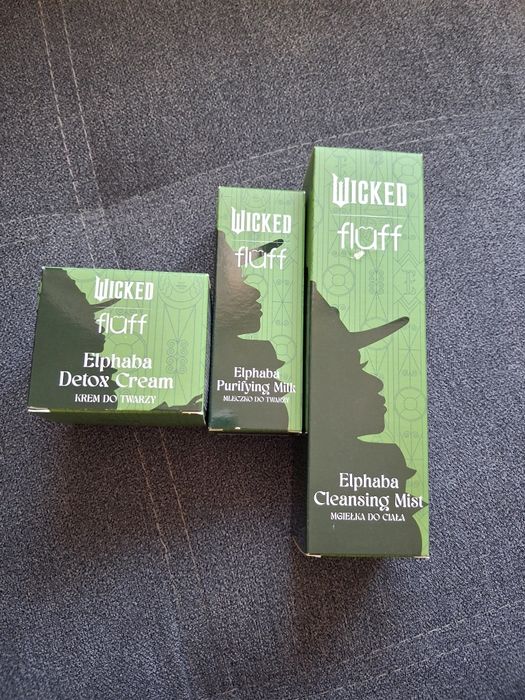 WICKED
fluff
Elphaba
Detox Cream
KREM DO TWARZY
WICKED
fluff
Elphaba
Purifying Milk
MLECZKO DO TWARZY
WICKED
fluff
Elphaba
Cleansing Mist
MGIEŁKA DO CIAŁA